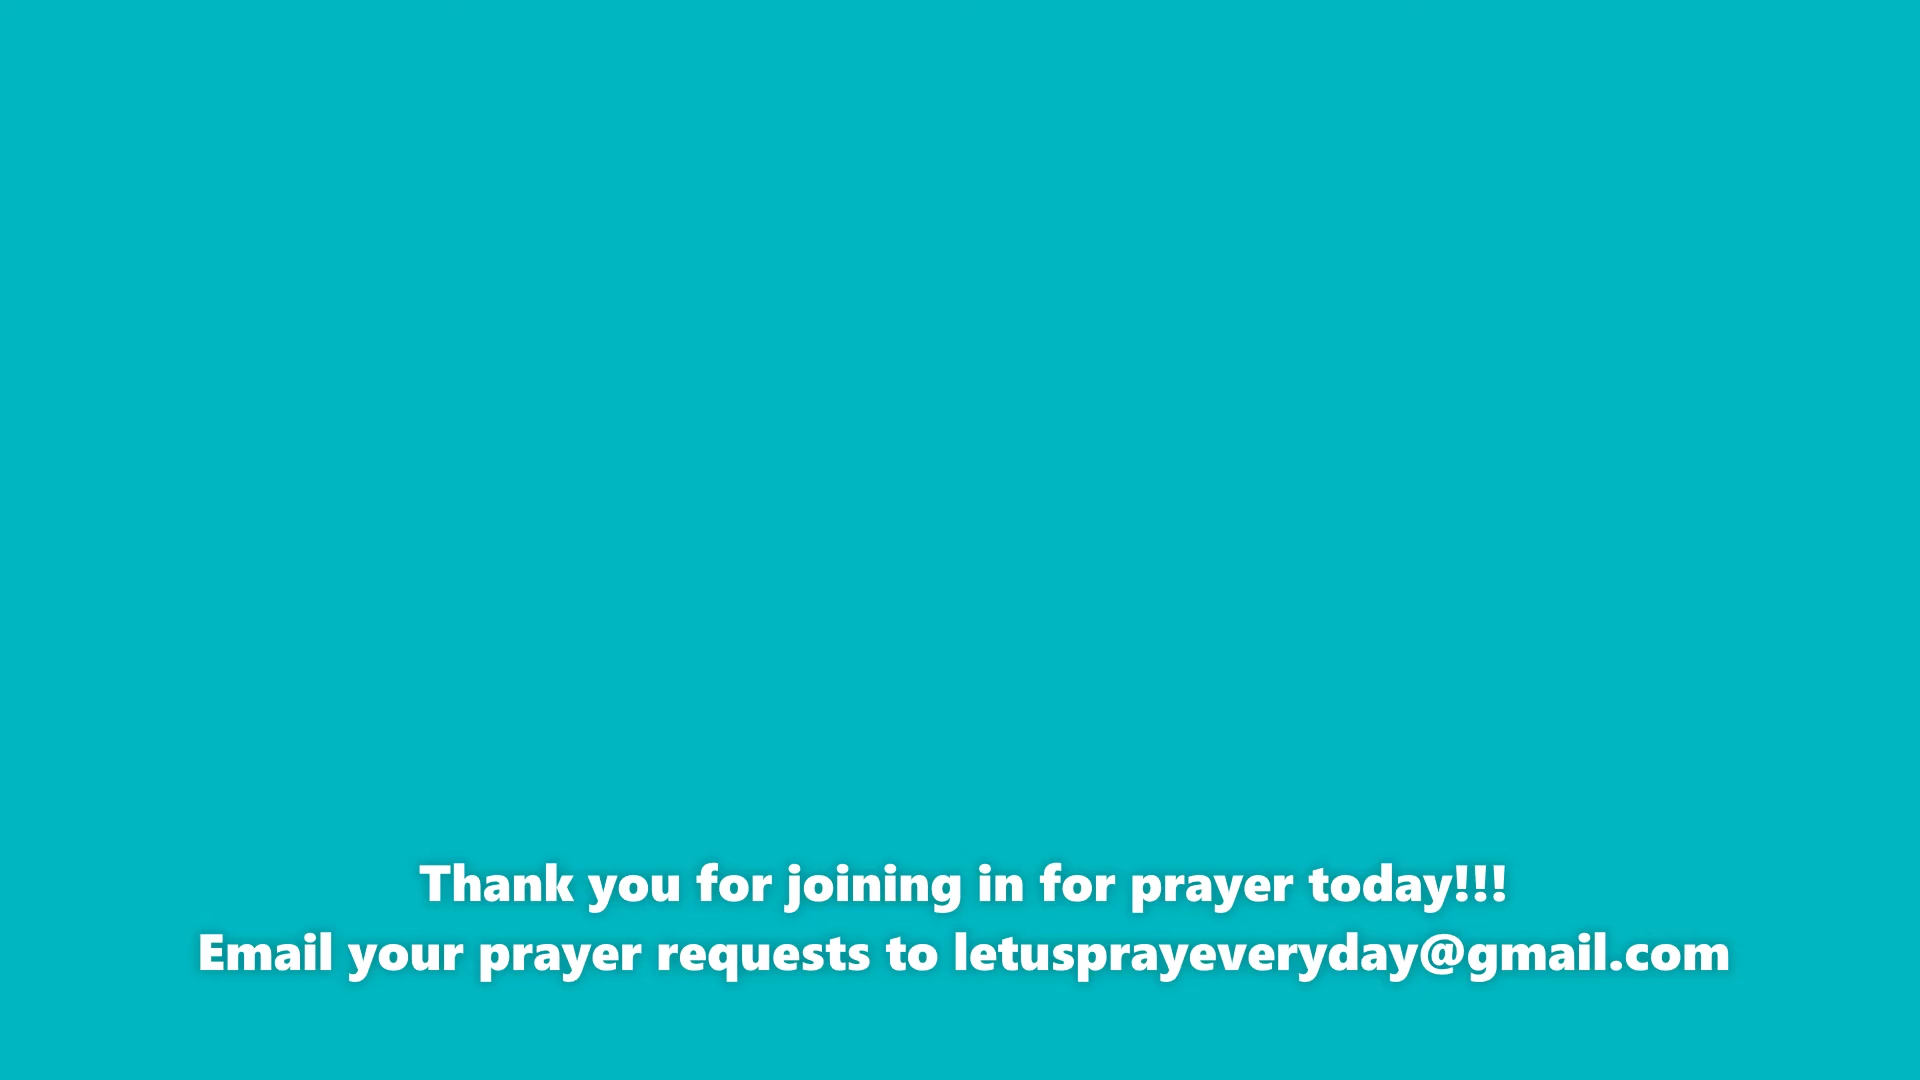 Thank you for joining in for prayer today!!!
Email your prayer requests to letusprayeveryday@gmail.com